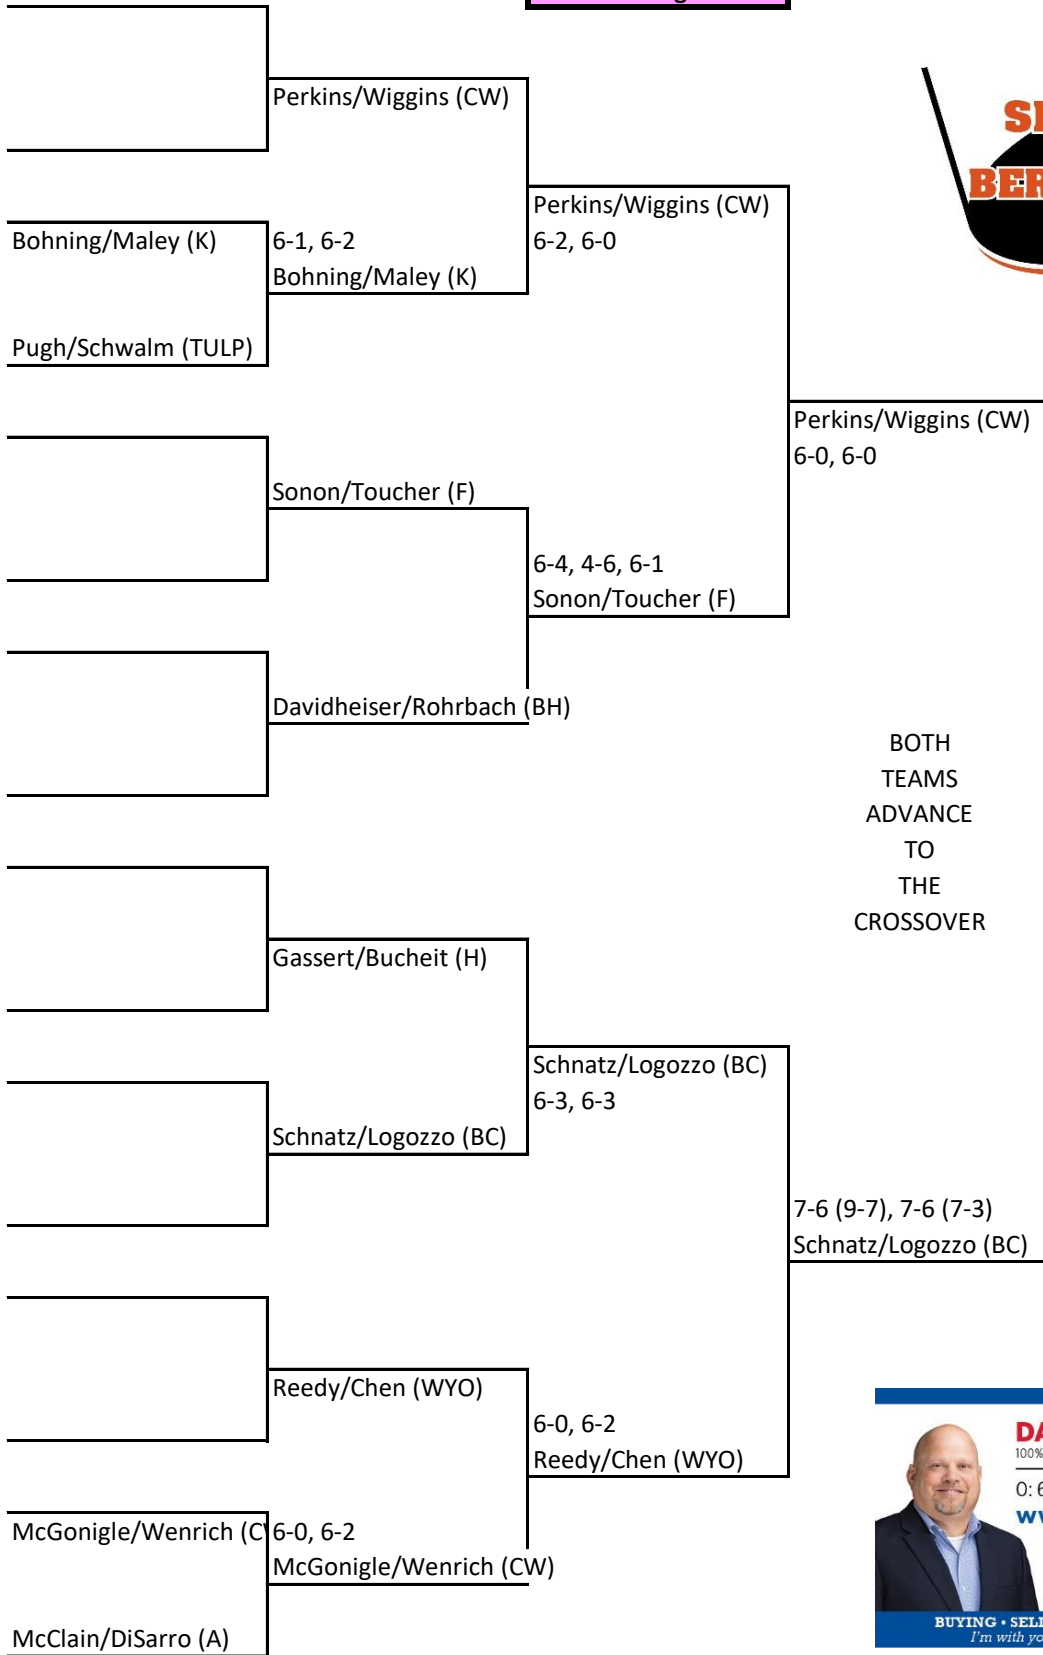 Perkins/Wiggins (CW)
Perkins/Wiggins (CW)
Bohning/Maley (K)
6-1, 6-2
6-2, 6-0
Bohning/Maley (K)
Pugh/Schwalm (TULP)
Perkins/Wiggins (CW)
6-0, 6-0
Sonon/Toucher (F)
6-4, 4-6, 6-1
Sonon/Toucher (F)
Davidheiser/Rohrbach (BH)
BOTH
TEAMS
ADVANCE
TO
THE
CROSSOVER
Gassert/Bucheit (H)
Schnatz/Logozzo (BC)
6-3, 6-3
Schnatz/Logozzo (BC)
7-6 (9-7), 7-6 (7-3)
Schnatz/Logozzo (BC)
Reedy/Chen (WYO)
6-0, 6-2
Reedy/Chen (WYO)
McGonigle/Wenrich (C
6-0, 6-2
McGonigle/Wenrich (CW)
McClain/DiSarro (A)
100%
O: 6
BUYING •
I'm with